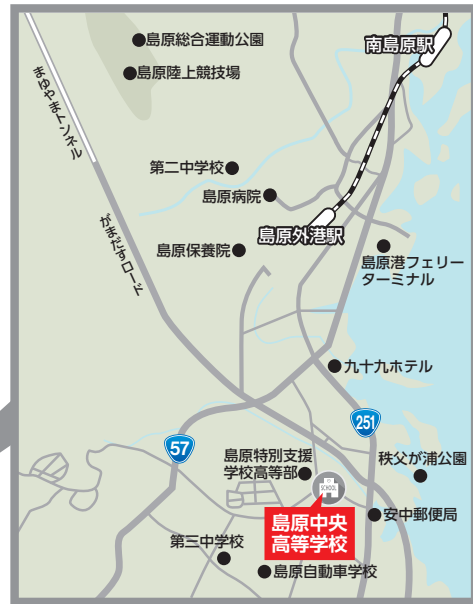 島原総合運動公園
南島原駅
島原陸上競技場
まゆやまトンネル
第二中学校
島原病院
がまだすロード
島原外港駅
島原保養院
島原港フェリー
ターミナル
九十九ホテル
251
57
島原特別支援
学校高等部
秩父が浦公園
SCHOOL
島原中央
高等学校
安中郵便局
第三中学校
島原自動車学校